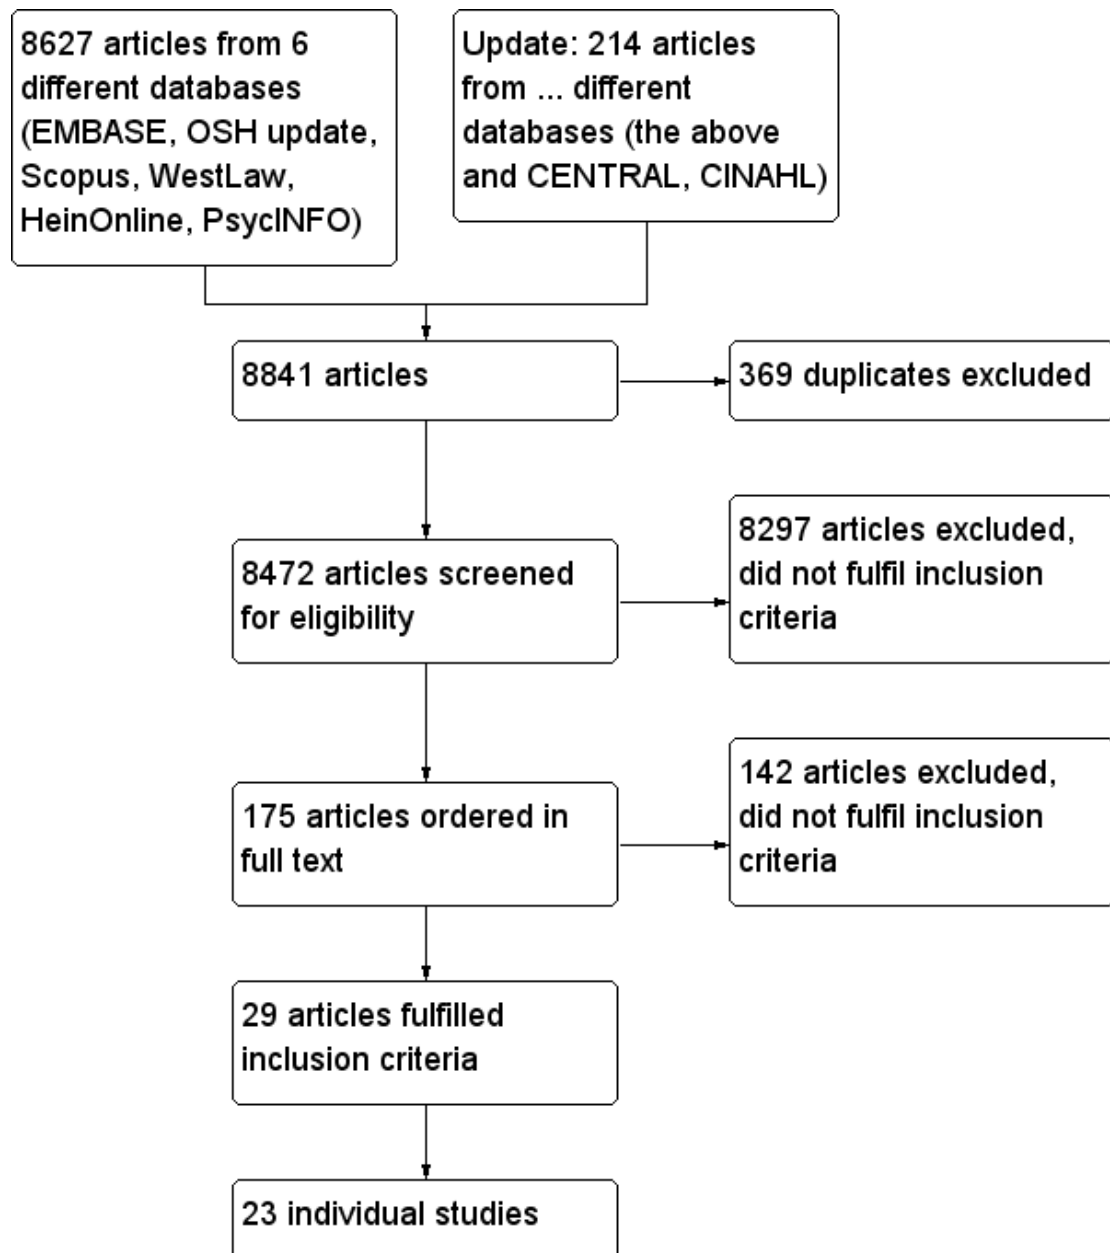 8627 articles from 6
different databases
(EMBASE, OSH update,
Scopus, WestLaw,
HeinOnline, PsycINFO)
Update: 214 articles
from ... different
databases (the above
and CENTRAL, CINAHL)
8841 articles
369 duplicates excluded
8472 articles screened
for eligibility
8297 articles excluded,
did not fulfil inclusion
criteria
175 articles ordered in
full text
142 articles excluded,
did not fulfil inclusion
criteria
29 articles fulfilled
inclusion criteria
23 individual studies